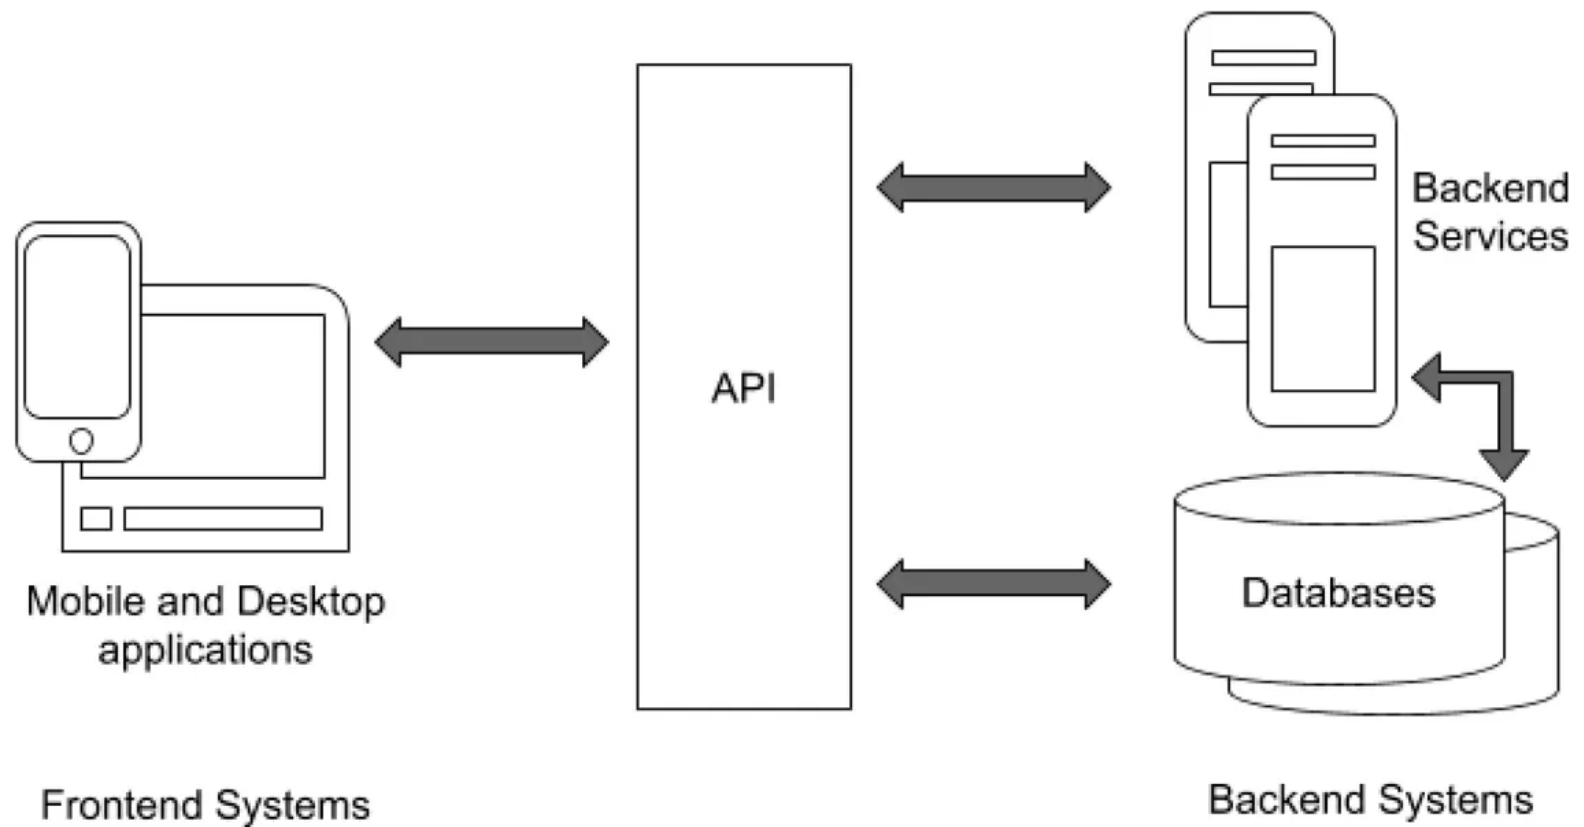 Backend
Services
API
Databases
Mobile and Desktop
applications
Frontend Systems
Backend Systems